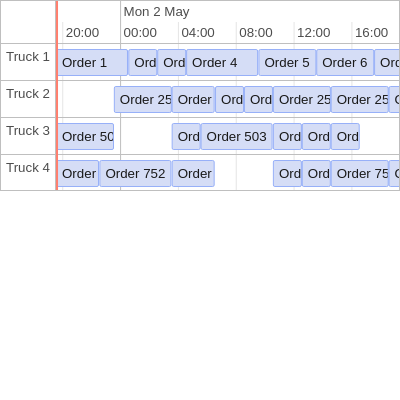 Mon 2 May
20:00 00:00 04:00 08:00 12:00 16:00
Truck 1 Order 1 Ord Ord Order 4 Order 5 Order 6 Ord
Truck 2 Order 25 Order Ord Ord Order 25 Order 25
Truck 3 Order 50 Ord Order 503 Ord Ord Ord
Truck 4 Order Order 752 Order Ord Ord Order 75